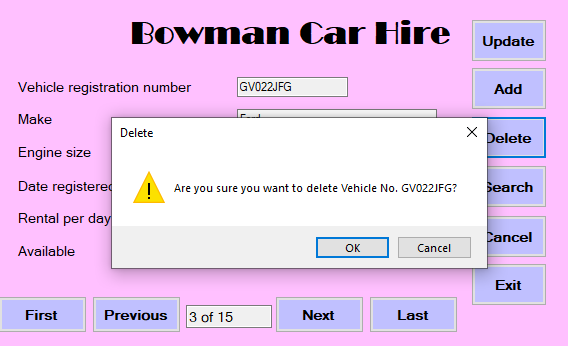 Bowman Car Hire
Update
Vehicle registration number GV022JFG
Add
Make Ford
Delete
Delete
Engine size
Are you sure you want to delete Vehicle No. GV022JFG?
Date registered
Search
Rental per day
Cancel
Available
OK Cancel
Exit
First Previous 3 of 15 Next Last